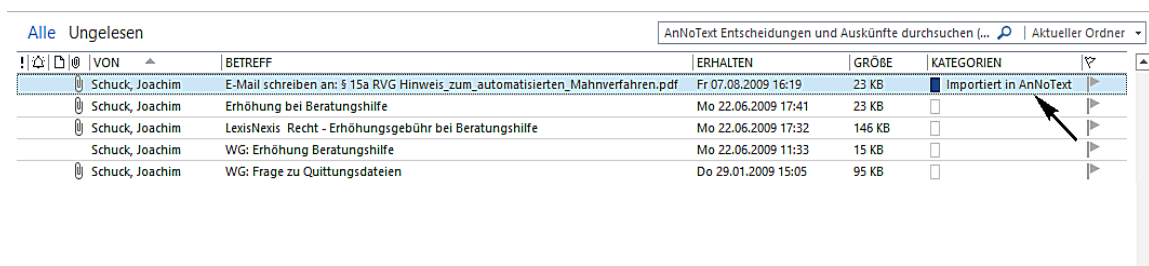 Alle Ungelesen AnNoText Entscheidungen und Auskünfte durchsuchen (... Aktueller Ordner
! VON BETREFF ERHALTEN GRÖßE KATEGORIEN
Schuck, Joachim E-Mail schreiben an: § 15a RVG Hinweis_zum_automatisierten_Mahnverfahren.pdf Fr 07.08.2009 16:19 23 KB Importiert in AnNoText
Schuck, Joachim Erhöhung bei Beratungshilfe Mo 22.06.2009 17:41 23 KB
Schuck, Joachim LexisNexis Recht - Erhöhungsgebühr bei Beratungshilfe Mo 22.06.2009 17:32 146 KB
Schuck, Joachim WG: Erhöhung Beratungshilfe Mo 22.06.2009 11:33 15 KB
Schuck, Joachim WG: Frage zu Quittungsdateien Do 29.01.2009 15:05 95 KB